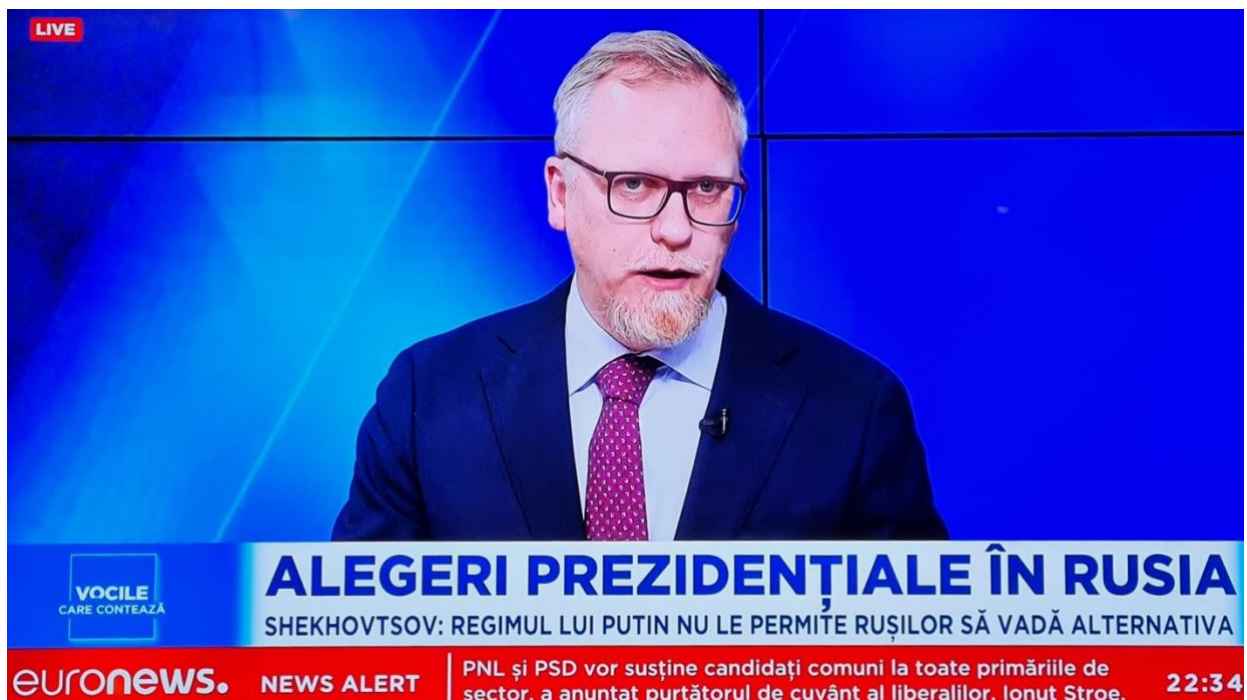 LIVE
ALEGERI PREZIDENȚIALE ÎN RUSIA
VOCILE
CARE CONTEAZĂ
SHEKHOVTSOV: REGIMUL LUI PUTIN NU LE PERMITE RUȘILOR SĂ VADĂ ALTERNATIVA
euronews.
NEWS ALERT
PNL și PSD vor susține candidați comuni la toate primăriile de
sector, a anunțat purtătorul de cuvânt al liberalilor, Ionuț Stroe.
22:34